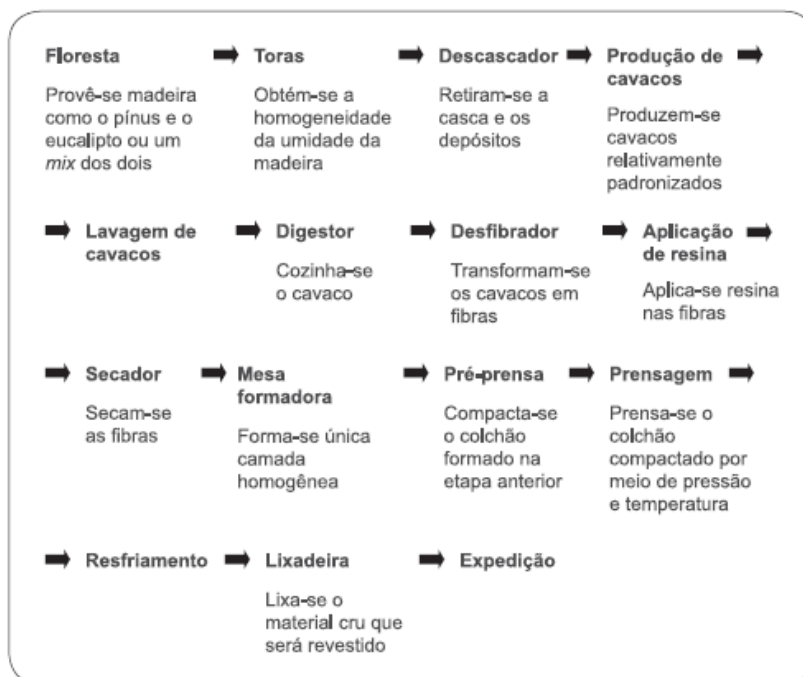 Floresta → Toras → Descascador → Produção de cavacos →
Provê-se madeira como o pínus e o eucalipto ou um mix dos dois
Obtém-se a homogeneidade da umidade da madeira
Retiram-se a casca e os depósitos
Produzem-se cavacos relativamente padronizados
→ Lavagem de cavacos → Digestor → Desfibrador → Aplicação de resina →
Cozinha-se o cavaco
Transformam-se os cavacos em fibras
Aplica-se resina nas fibras
→ Secador → Mesa formadora → Pré-prensa → Prensagem →
Secam-se as fibras
Forma-se única camada homogênea
Compacta-se o colchão formado na etapa anterior
Prensa-se o colchão compactado por meio de pressão e temperatura
→ Resfriamento → Lixadeira → Expedição
Lixa-se o material cru que será revestido